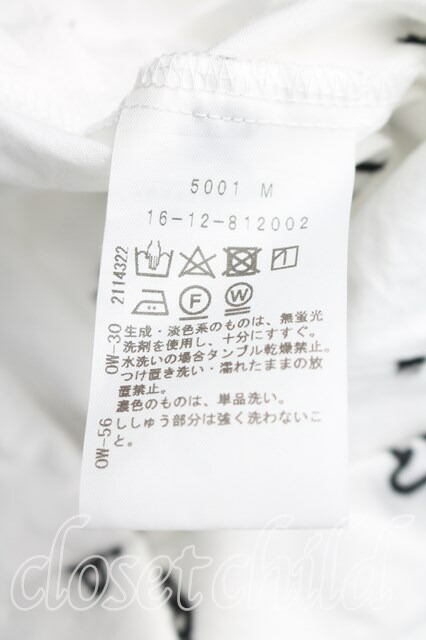 5001 M
16-12-812002
2114322
F
W
OW-30
生成・淡色系のものは、無蛍光
洗剤を使用し、十分にすすぐ。
水洗いの場合タンブル乾燥禁止。
つけ置き洗い・濡れたままの放
置禁止。
濃色のものは、単品洗い。
OW-56
ししゅう部分は強く洗わないこ
と。
closetchild